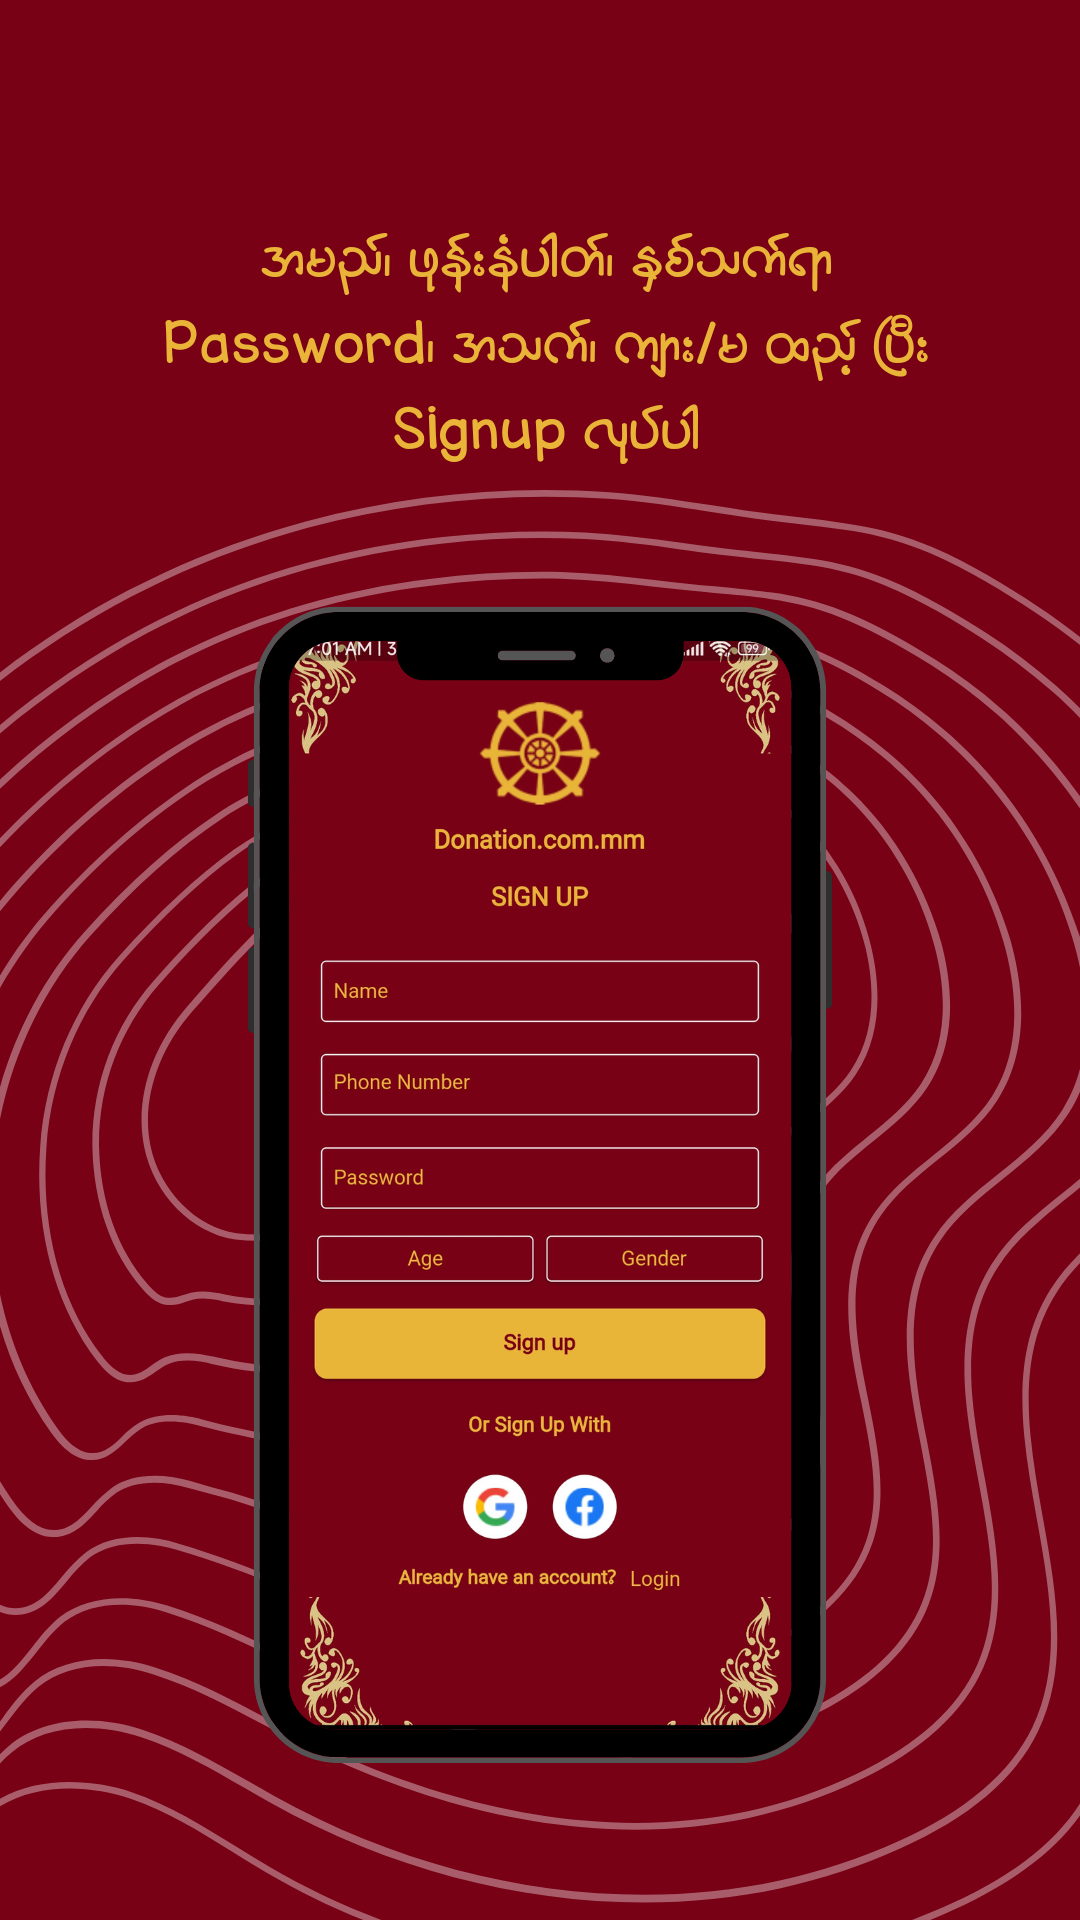 အမည်၊ ဖုန်းနံပါတ်၊ နှစ်သက်ရာ
Password၊ အသက်၊ ကျား/မ ထည့် ပြီး
Signup လုပ်ပါ
:01 AM | 3
99
Donation.com.mm
SIGN UP
Name
Phone Number
Password
Age Gender
Sign up
Or Sign Up With
Already have an account? Login